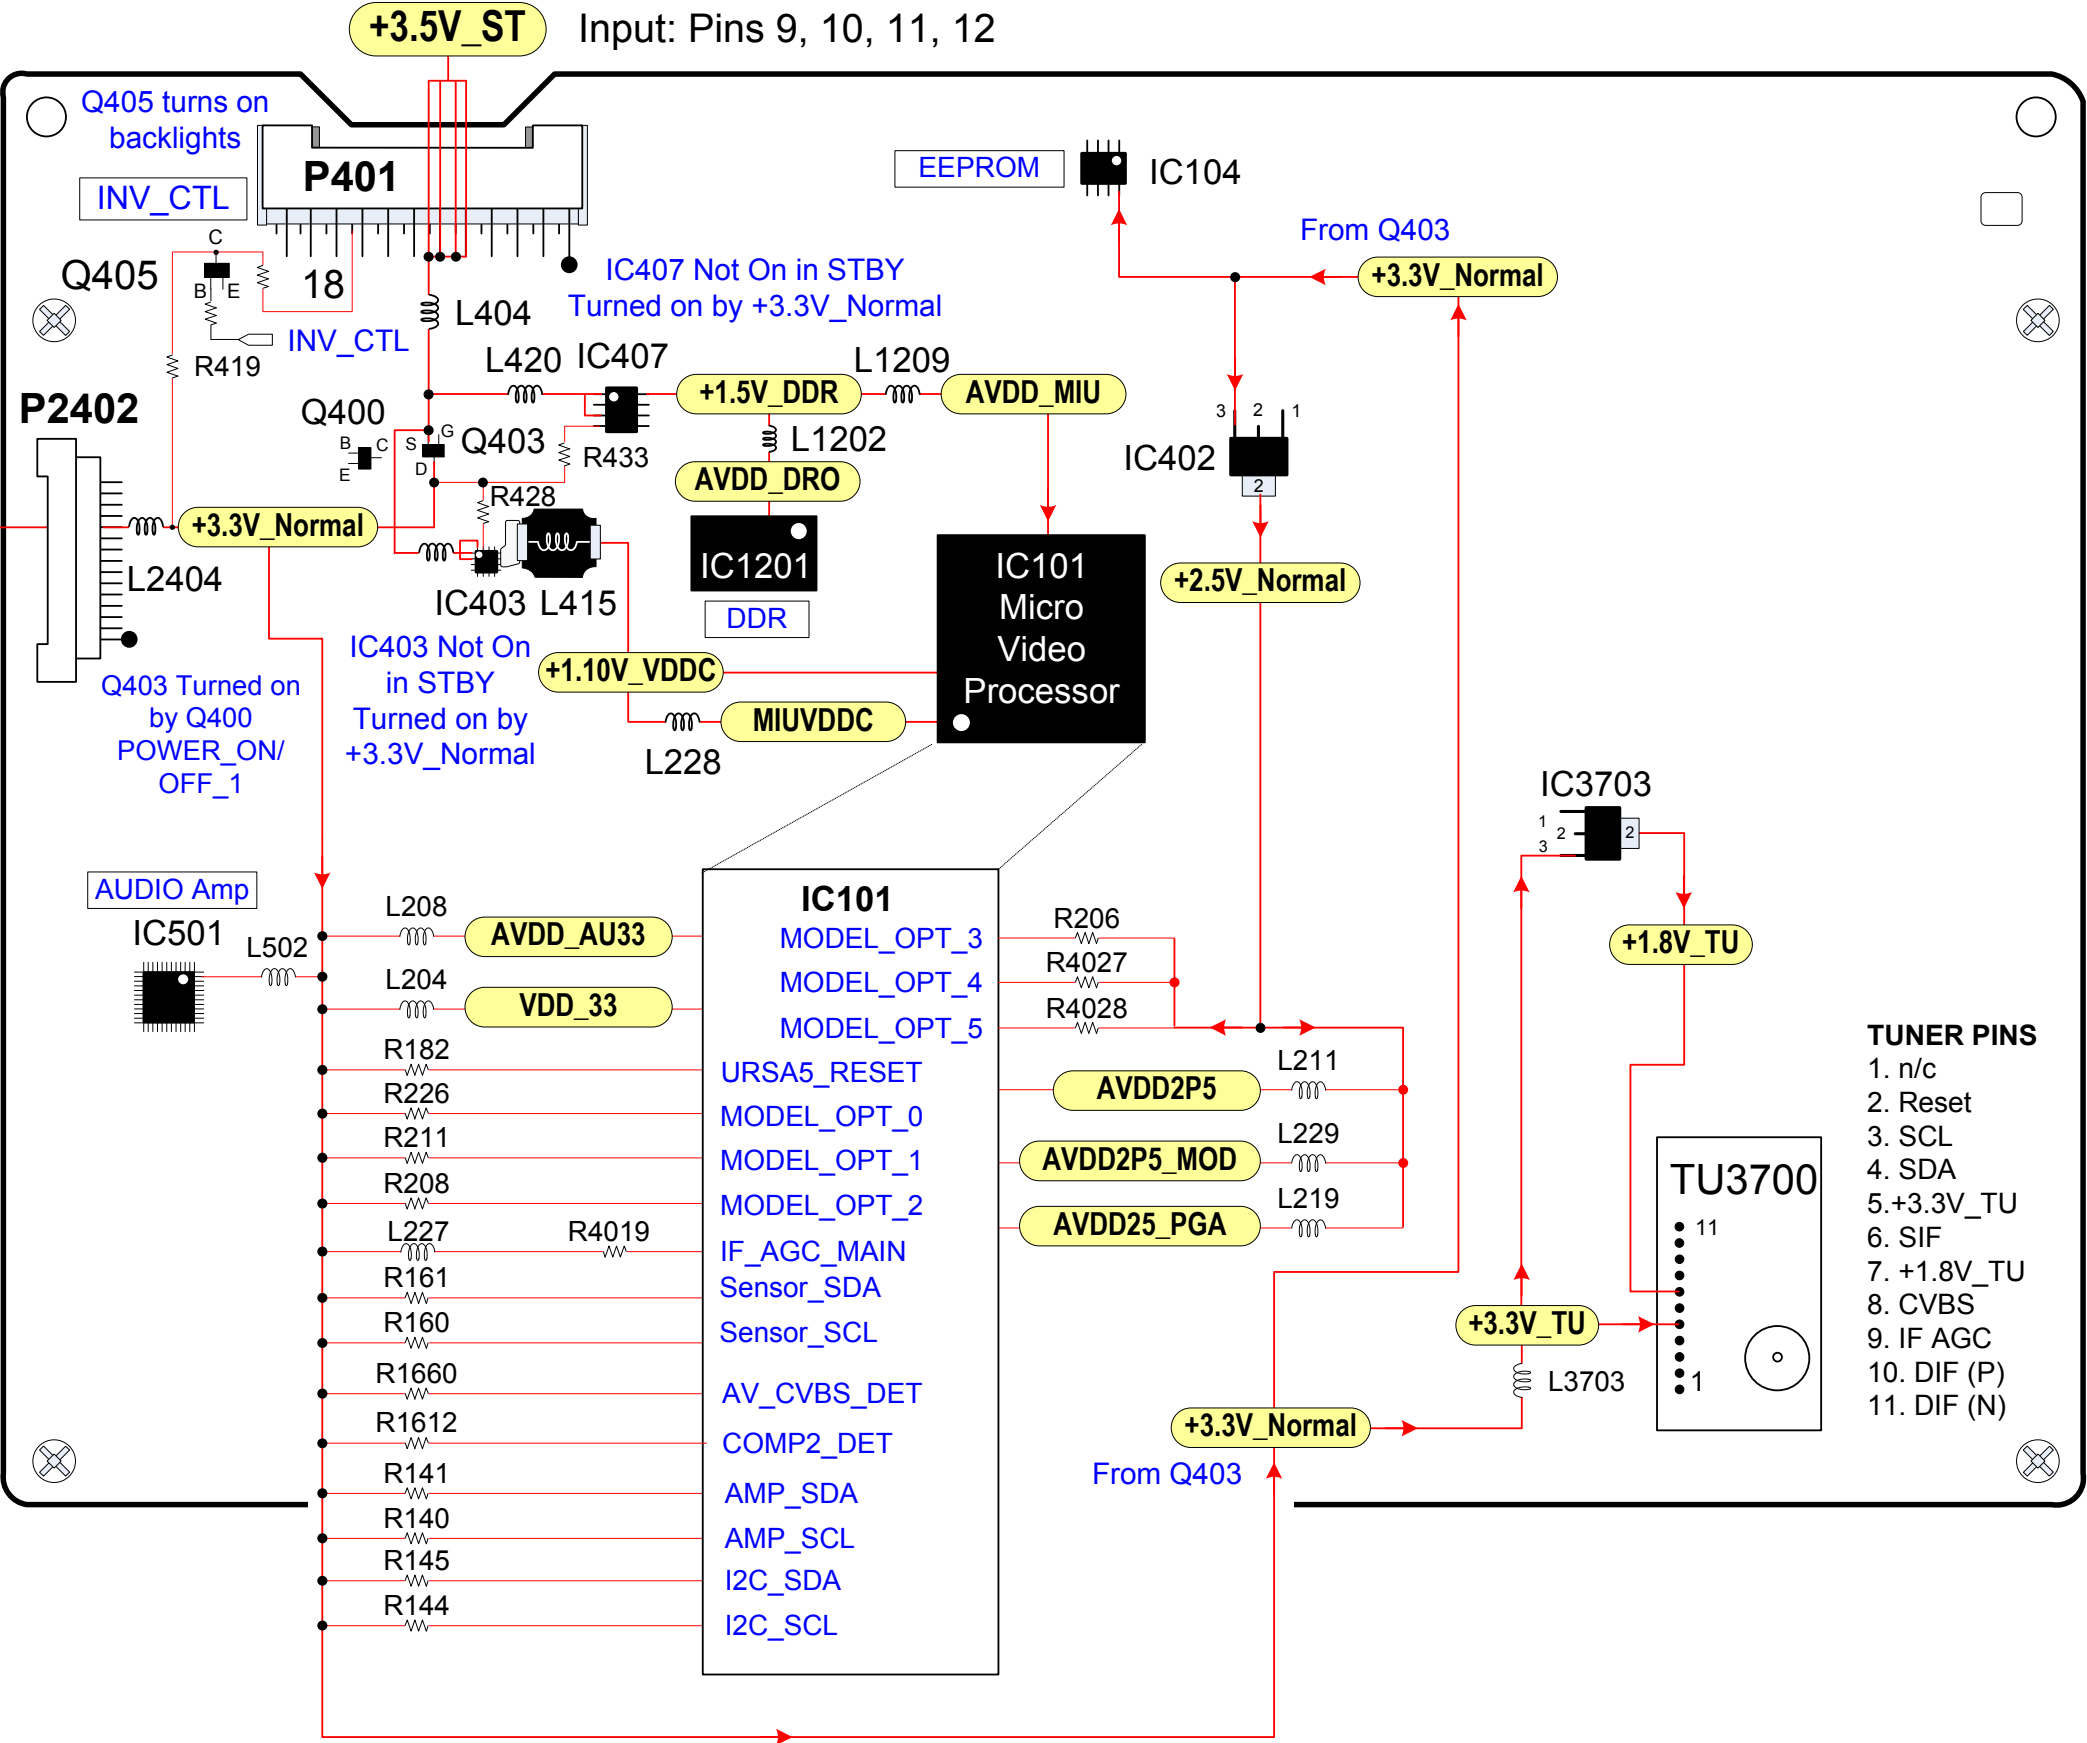 +3.5V_ST
Input: Pins 9, 10, 11, 12
Q405 turns on
backlights
P401
INV_CTL
EEPROM
IC104
From Q403
+3.3V_Normal
C
Q405
B
E
18
INV_CTL
R419
IC407 Not On in STBY
Turned on by +3.3V_Normal
L404
L420
IC407
L1209
+1.5V_DDR
AVDD_MIU
P2402
Q400
B
C
E
G
S
D
Q403
R433
L1202
AVDD_DRO
3
2
1
IC402
2
R428
+3.3V_Normal
L2404
IC403
L415
IC1201
DDR
IC101
Micro
Video
Processor
+2.5V_Normal
IC403 Not On
in STBY
Turned on by
+3.3V_Normal
+1.10V_VDDC
MIUVDDC
L228
Q403 Turned on
by Q400
POWER_ON/
OFF_1
IC3703
1
2
3
2
+1.8V_TU
AUDIO Amp
IC501
L502
L208
AVDD_AU33
L204
VDD_33
R182
R226
R211
R208
L227
R4019
R161
R160
R1660
R1612
R141
R140
R145
R144
IC101
MODEL_OPT_3
MODEL_OPT_4
MODEL_OPT_5
URSA5_RESET
MODEL_OPT_0
MODEL_OPT_1
MODEL_OPT_2
IF_AGC_MAIN
Sensor_SDA
Sensor_SCL
AV_CVBS_DET
COMP2_DET
AMP_SDA
AMP_SCL
I2C_SDA
I2C_SCL
R206
R4027
R4028
L211
AVDD2P5
L229
AVDD2P5_MOD
L219
AVDD25_PGA
+3.3V_TU
L3703
+3.3V_Normal
From Q403
TU3700
11
1
TUNER PINS
1. n/c
2. Reset
3. SCL
4. SDA
5.+3.3V_TU
6. SIF
7. +1.8V_TU
8. CVBS
9. IF AGC
10. DIF (P)
11. DIF (N)